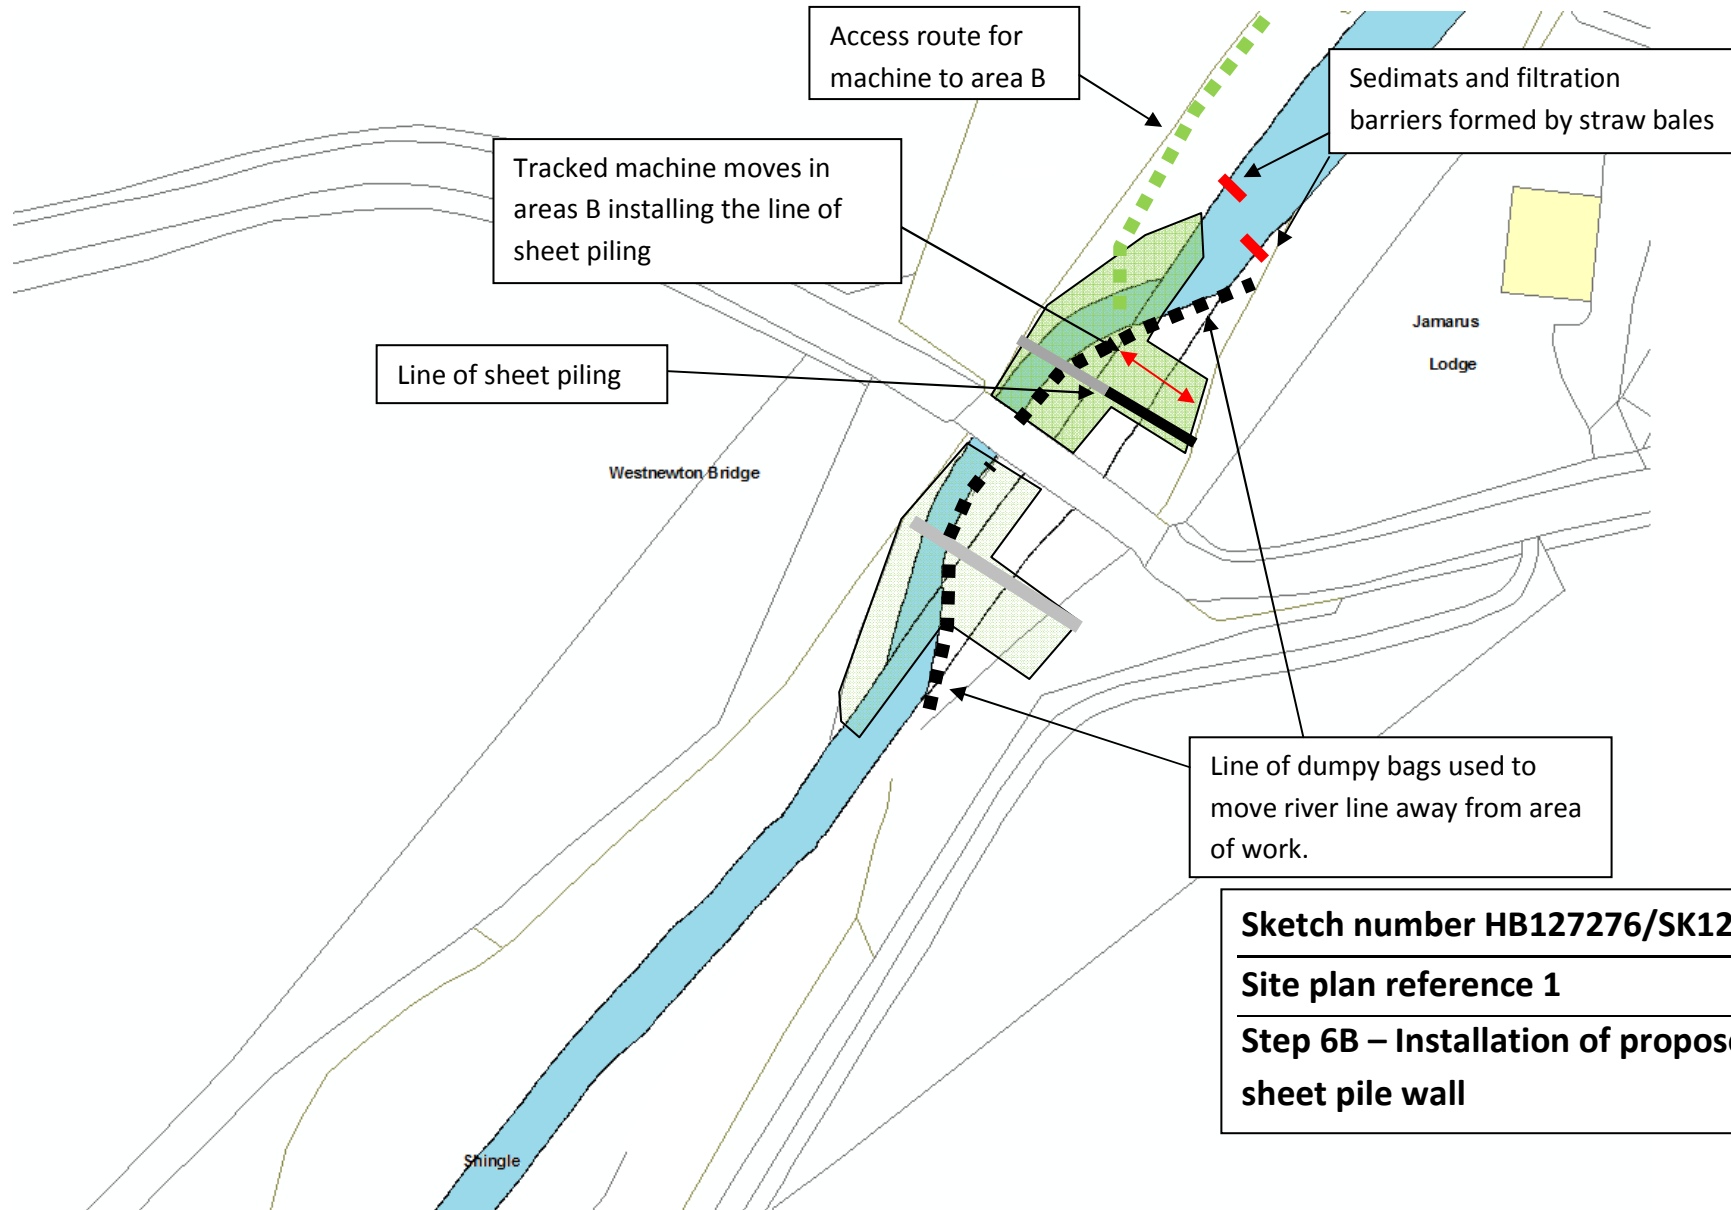 Access route for
machine to area B
Sedimats and filtration
barriers formed by straw bales
Tracked machine moves in
areas B installing the line of
sheet piling
Jamarus
Lodge
Line of sheet piling
Westnewton Bridge
Line of dumpy bags used to
move river line away from area
of work.
Sketch number HB127276/SK12
Site plan reference 1
Step 6B – Installation of propos
sheet pile wall
Shingle